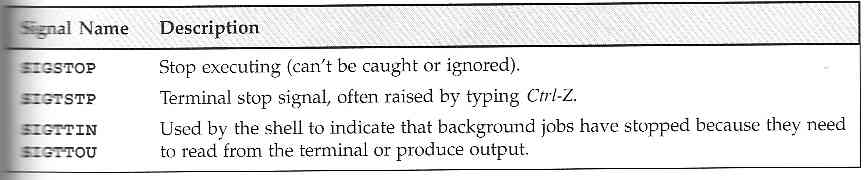 Signal Name Description
SIGSTOP Stop executing (can't be caught or ignored).
SIGTSTP Terminal stop signal, often raised by typing Ctrl-Z.
SIGTTIN Used by the shell to indicate that background jobs have stopped because they need
SIGTTOU to read from the terminal or produce output.